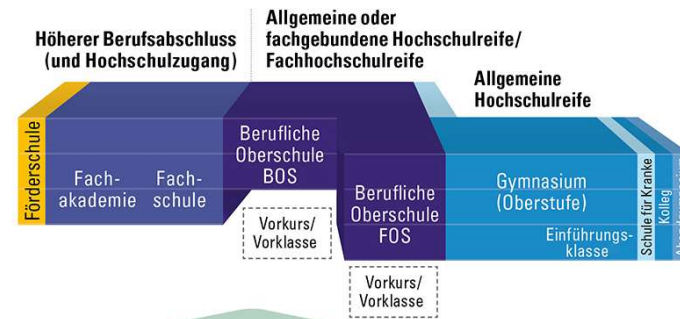 Höherer Berufsabschluss
(und Hochschulzugang)
Allgemeine oder
fachgebundene Hochschulreife/
Fachhochschulreife
Allgemeine
Hochschulreife
Förderschule
Fach-
akademie
Fach-
schule
Berufliche
Oberschule
BOS
Vorkurs/
Vorklasse
Berufliche
Oberschule
FOS
Vorkurs/
Vorklasse
Gymnasium
(Oberstufe)
Einführungs-
klasse
Schule für Kranke
Kolleg